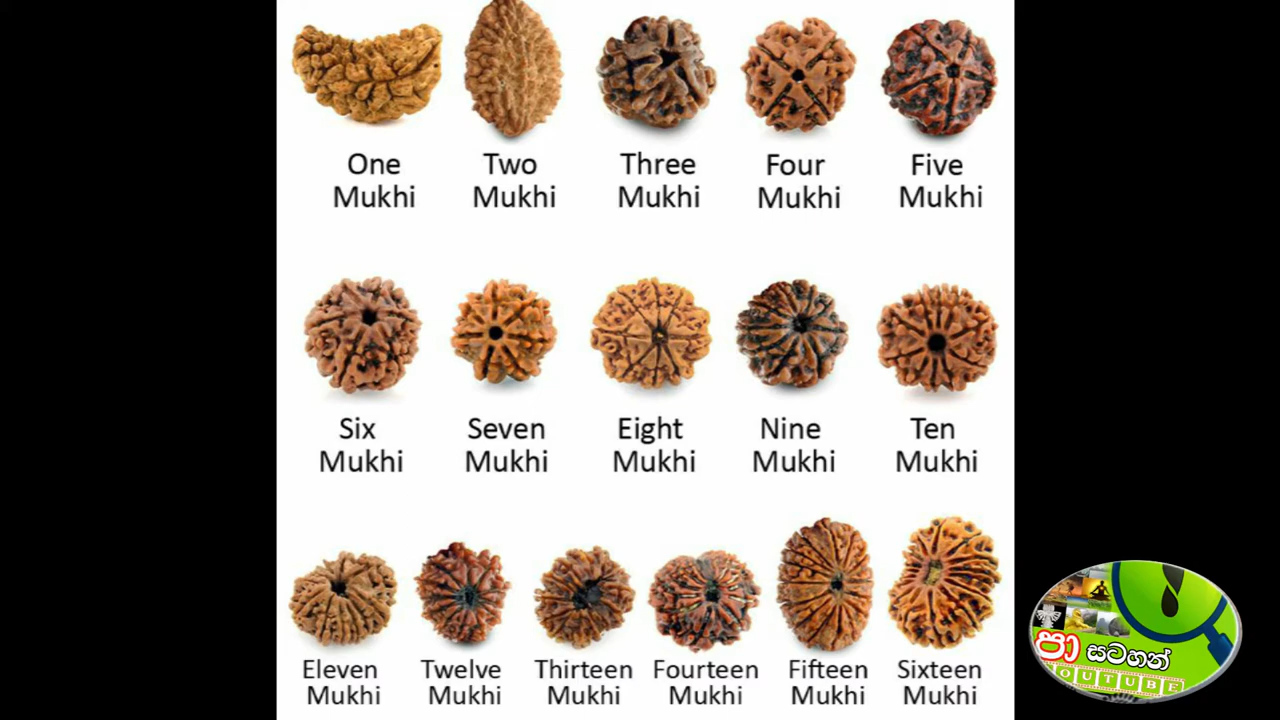 One
Mukhi
Two
Mukhi
Three
Mukhi
Four
Mukhi
Five
Mukhi
Six
Mukhi
Seven
Mukhi
Eight
Mukhi
Nine
Mukhi
Ten
Mukhi
Eleven
Mukhi
Twelve
Mukhi
Thirteen
Mukhi
Fourteen
Mukhi
Fifteen
Mukhi
Sixteen
Mukhi
පා සටහන්
YOUTUBE